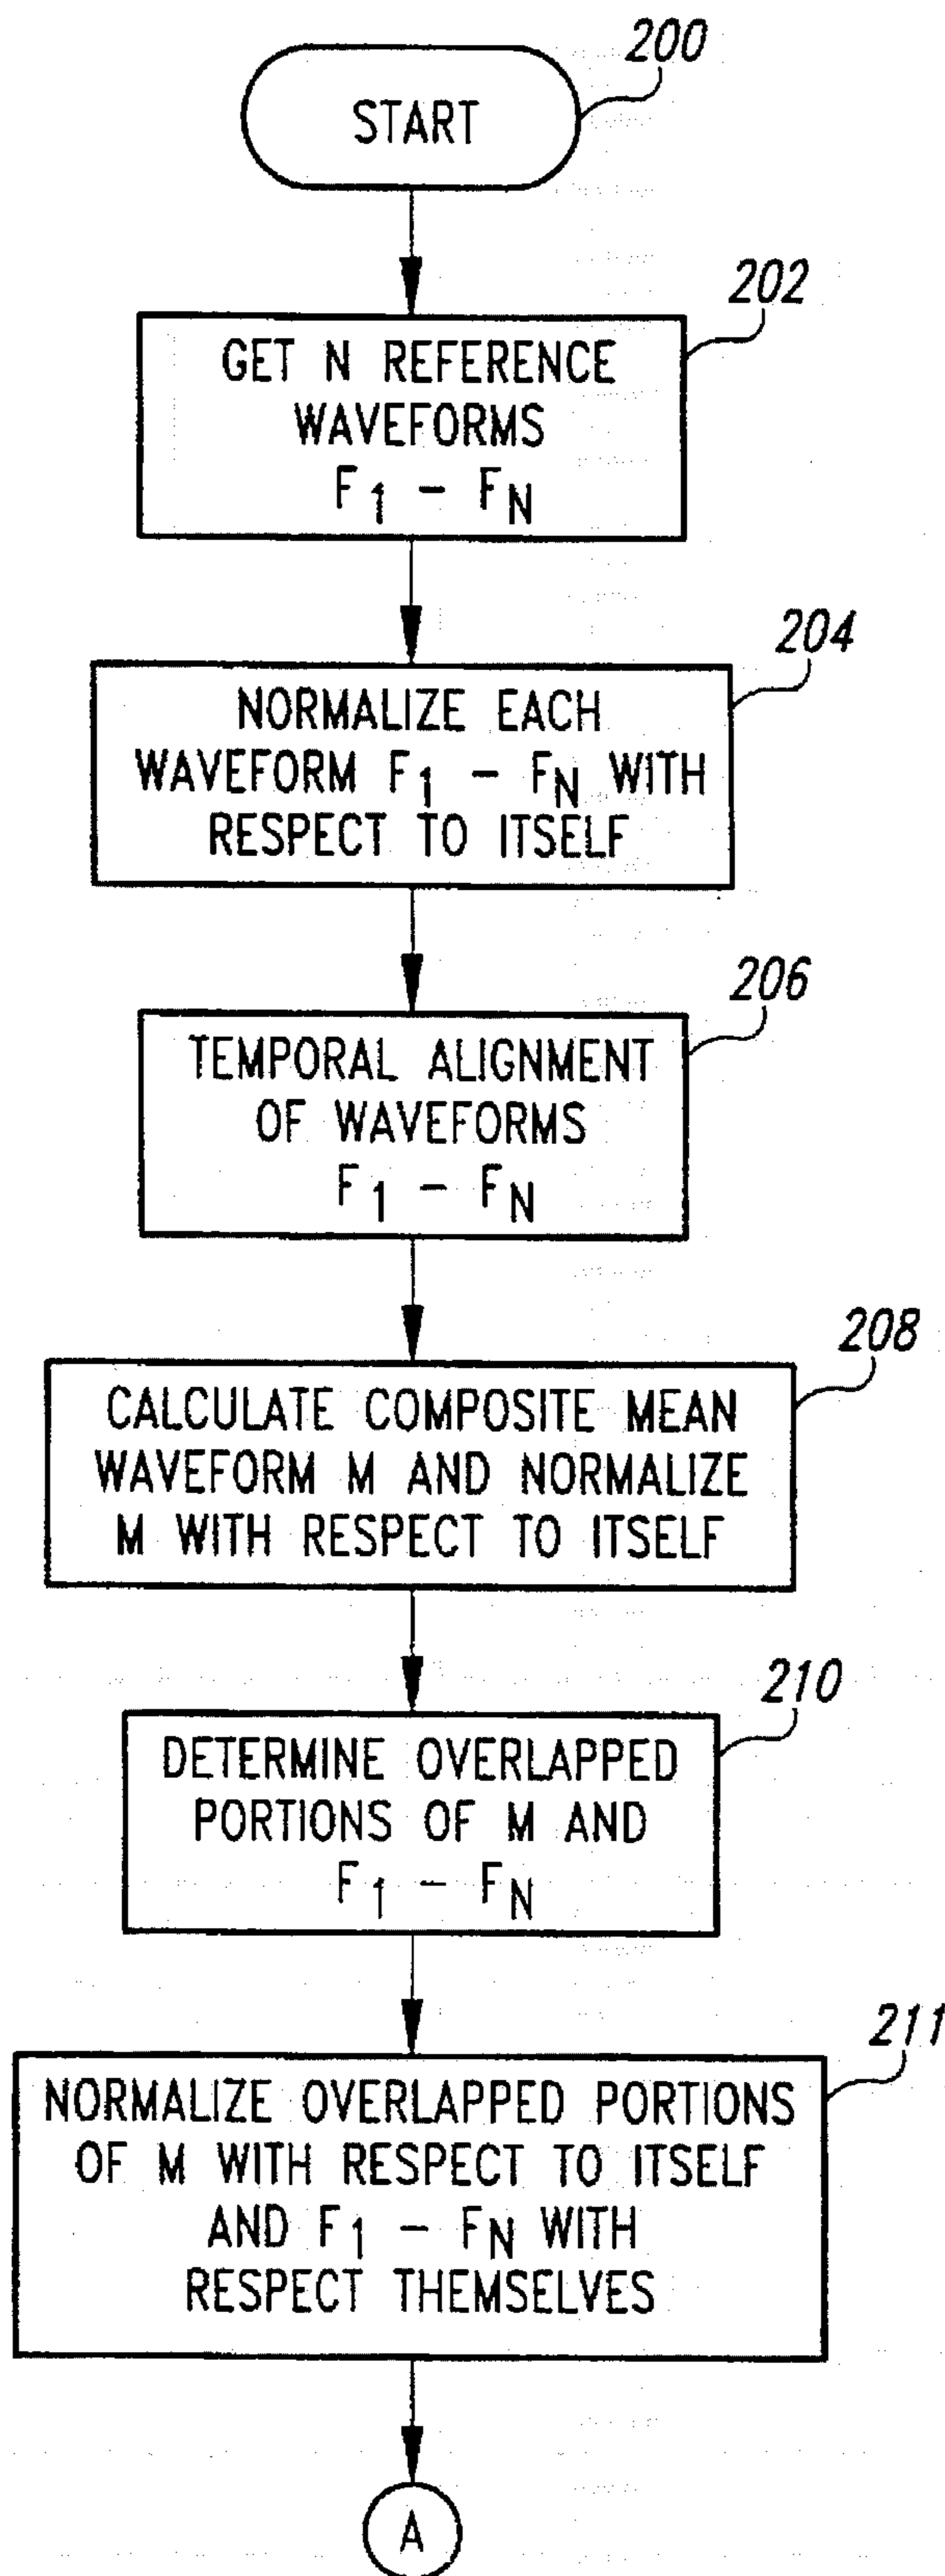 200
START
202
GET N REFERENCE
WAVEFORMS
F1 - FN
204
NORMALIZE EACH
WAVEFORM F1 - FN WITH
RESPECT TO ITSELF
206
TEMPORAL ALIGNMENT
OF WAVEFORMS
F1 - FN
208
CALCULATE COMPOSITE MEAN
WAVEFORM M AND NORMALIZE
M WITH RESPECT TO ITSELF
210
DETERMINE OVERLAPPED
PORTIONS OF M AND
F1 - FN
211
NORMALIZE OVERLAPPED PORTIONS
OF M WITH RESPECT TO ITSELF
AND F1 - FN WITH
RESPECT THEMSELVES
A